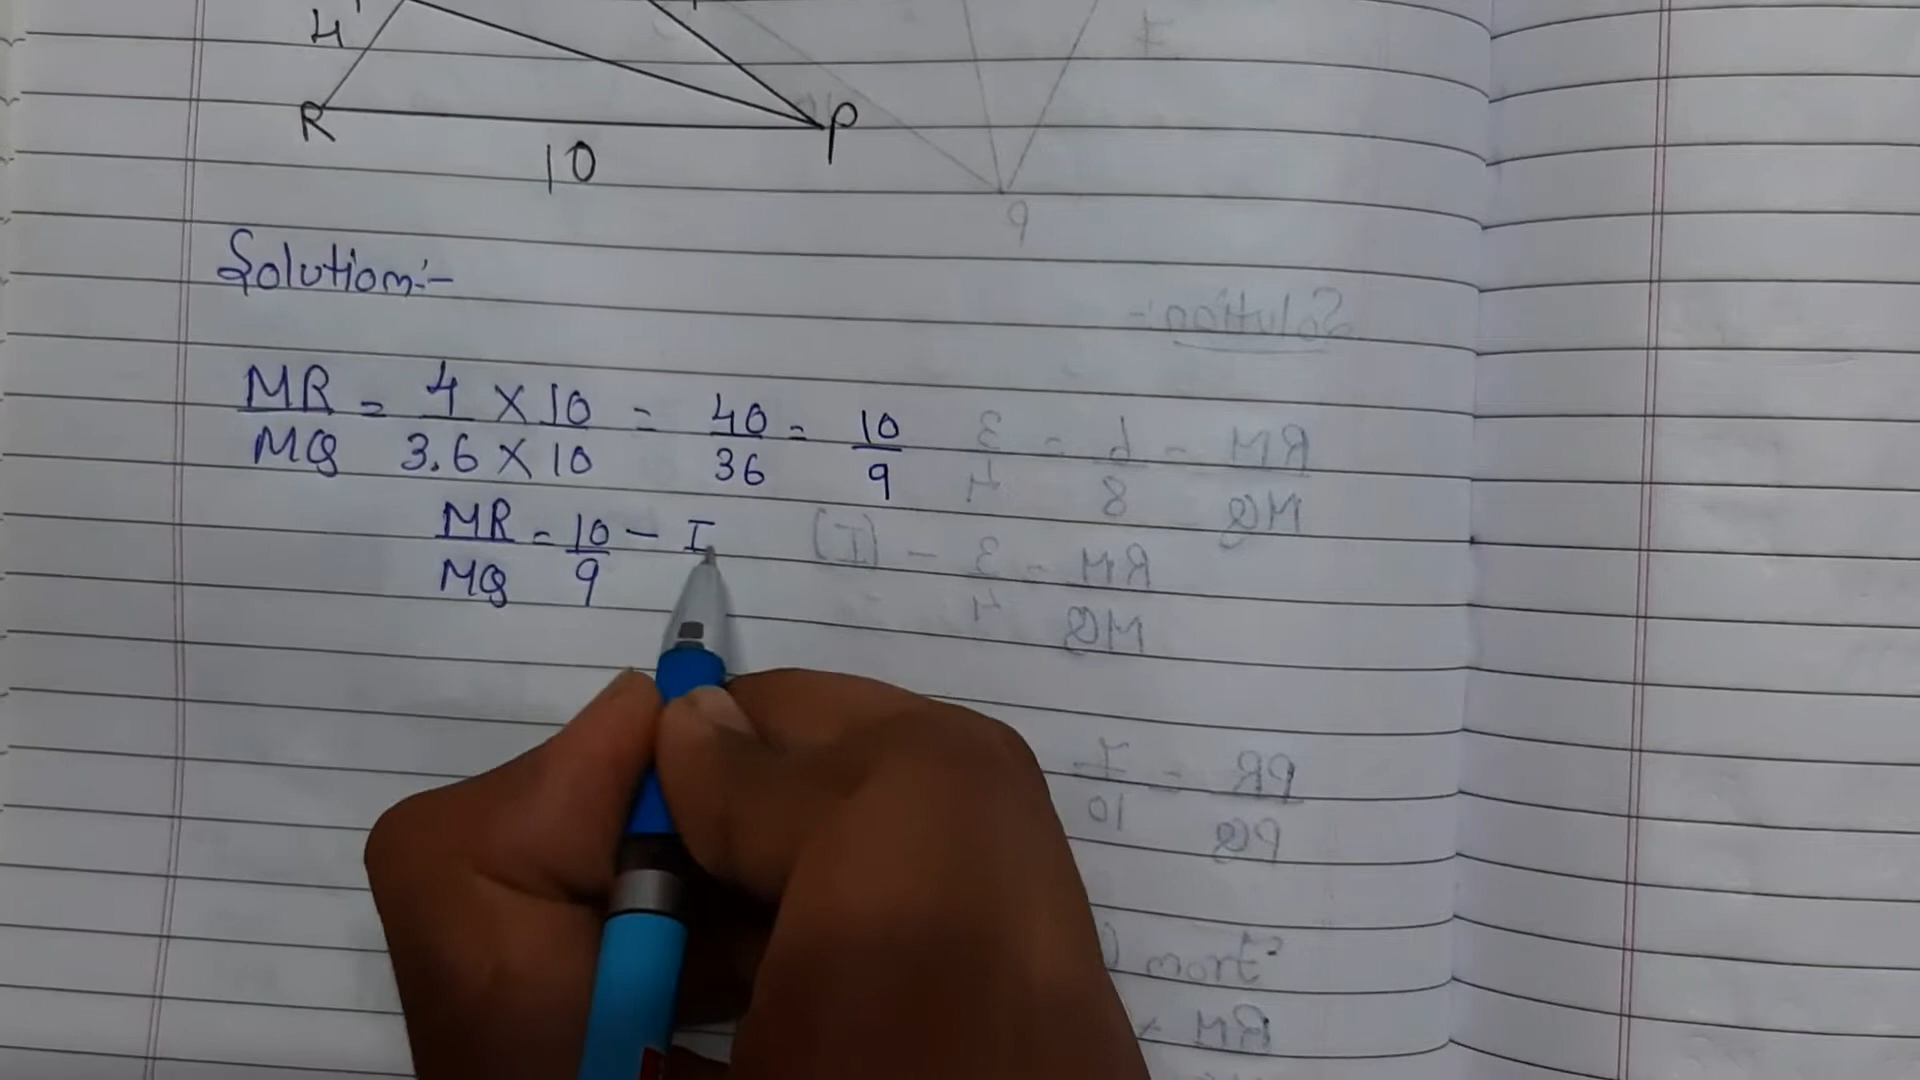 4
R
P
10
Solution:-
MR/MQ = 4 × 10/3.6 × 10 = 40/36 = 10/9
MR/MQ = 10/9 - I